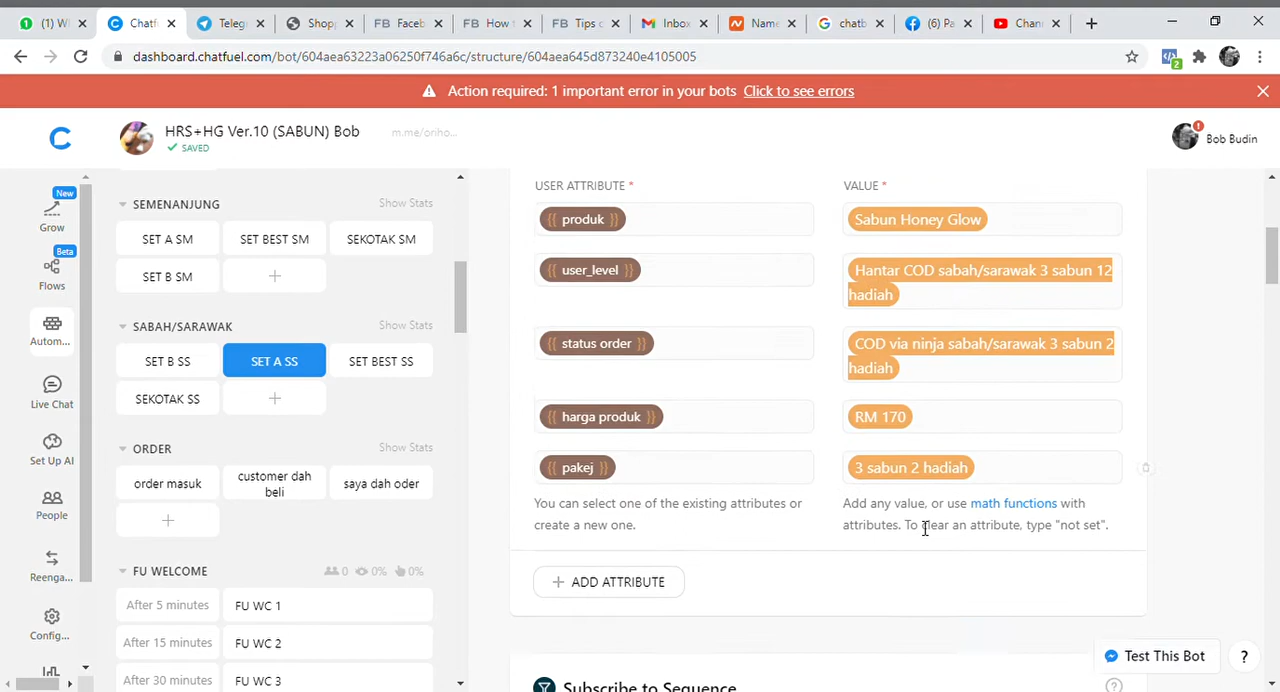 (1) W
Chatf
Teleg
Shop
FB Faceb
FB How
FB Tips
Inbox
Name
chatb
(6) Pa
Chan
dashboard.chatfuel.com/bot/604aea63223a06250f746a6c/structure/604aea645d873240e4105005
2
Action required: 1 important error in your bots Click to see errors
HRS+HG Ver.10 (SABUN) Bob
m.me/oriho...
SAVED
1
Bob Budin
New
Grow
Beta
Flows
Autom...
Live Chat
Set Up AI
People
Reenga...
Config...
SEMENANJUNG
Show Stats
SET A SM
SET BEST SM
SEKOTAK SM
SET B SM
SABAH/SARAWAK
Show Stats
SET B SS
SET A SS
SET BEST SS
SEKOTAK SS
ORDER
Show Stats
order masuk
customer dah
beli
saya dah oder
FU WELCOME
0 0% 0%
After 5 minutes
FU WC 1
After 15 minutes
FU WC 2
After 30 minutes
FU WC 3
USER ATTRIBUTE *
VALUE *
{{ produk }}
Sabun Honey Glow
{{ user_level }}
Hantar COD sabah/sarawak 3 sabun 12
hadiah
{{ status order }}
COD via ninja sabah/sarawak 3 sabun 2
hadiah
{{ harga produk }}
RM 170
{{ pakej }}
3 sabun 2 hadiah
You can select one of the existing attributes or
create a new one.
Add any value, or use math functions with
attributes. To clear an attribute, type "not set".
+ ADD ATTRIBUTE
Subscribe to Sequence
?
Test This Bot
?